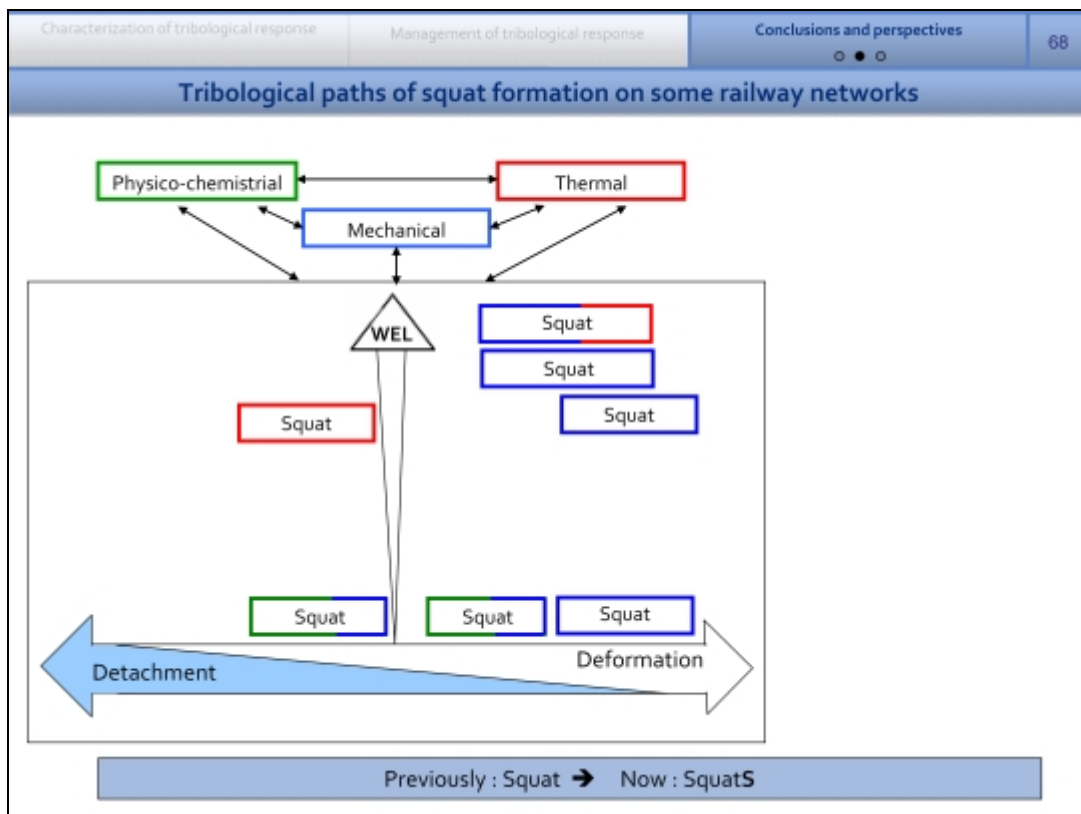 Characterization of tribological response
Management of tribological response
Conclusions and perspectives
68
Tribological paths of squat formation on some railway networks
Physico-chemistrial
Thermal
Mechanical
WEL
Squat
Squat
Squat
Squat
Squat
Squat
Squat
Deformation
Detachment
Previously : Squat ➔ Now : SquatS